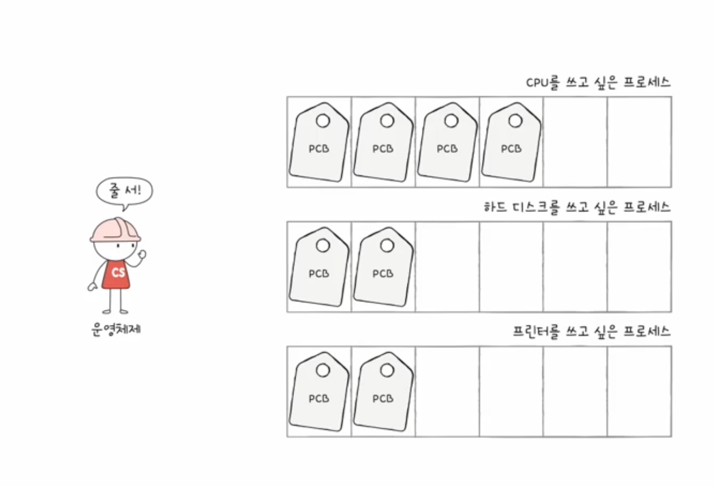 CPU를 쓰고 싶은 프로세스
PCB PCB PCB PCB
줄 서!
CS
운영체제
하드 디스크를 쓰고 싶은 프로세스
PCB PCB
프린터를 쓰고 싶은 프로세스
PCB PCB